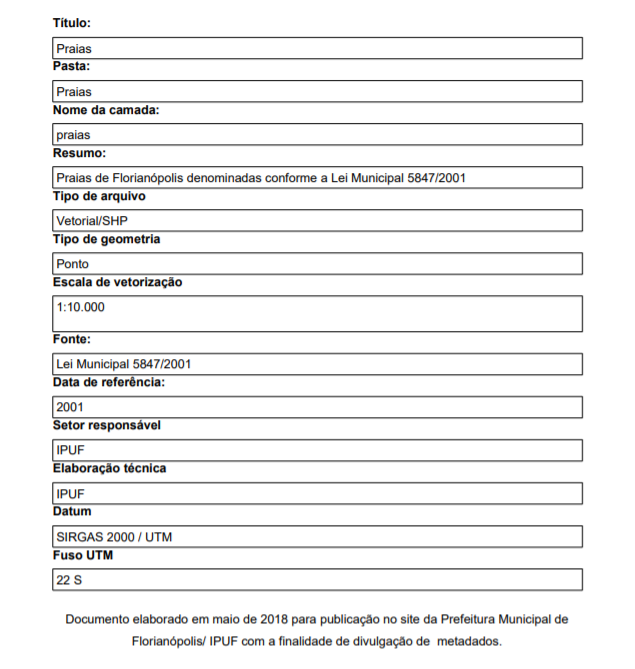 Título:
Praias
Pasta:
Praias
Nome da camada:
praias
Resumo:
Praias de Florianópolis denominadas conforme a Lei Municipal 5847/2001
Tipo de arquivo
Vetorial/SHP
Tipo de geometria
Ponto
Escala de vetorização
1:10.000
Fonte:
Lei Municipal 5847/2001
Data de referência:
2001
Setor responsável
IPUF
Elaboração técnica
IPUF
Datum
SIRGAS 2000 / UTM
Fuso UTM
22 S
Documento elaborado em maio de 2018 para publicação no site da Prefeitura Municipal de
Florianópolis/ IPUF com a finalidade de divulgação de metadados.